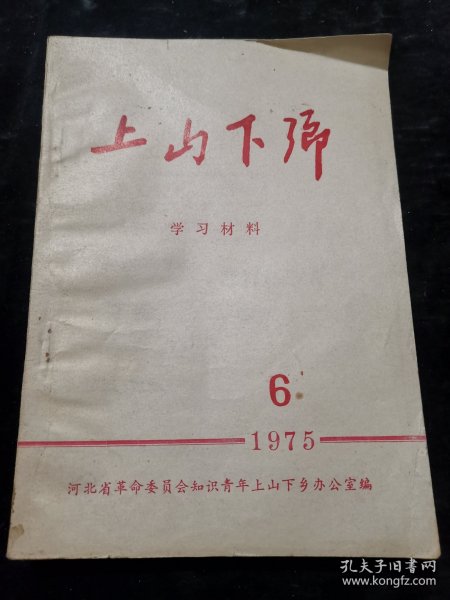 上山下鄉
学习材料
6
1975
河北省革命委员会知识青年上山下乡办公室编
孔夫子旧书网
www.kongfz.com